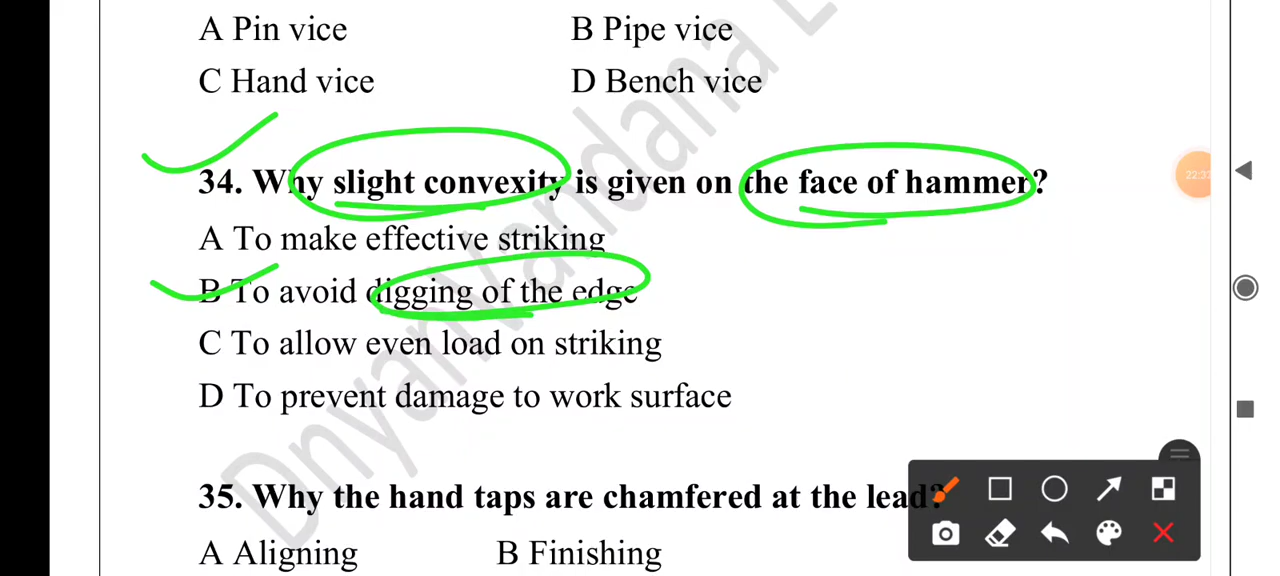 A Pin vice B Pipe vice
C Hand vice D Bench vice
34. Why slight convexity is given on the face of hammer?
A To make effective striking
B To avoid digging of the edge
C To allow even load on striking
D To prevent damage to work surface
35. Why the hand taps are chamfered at the lead?
A Aligning B Finishing
DnyanVandana